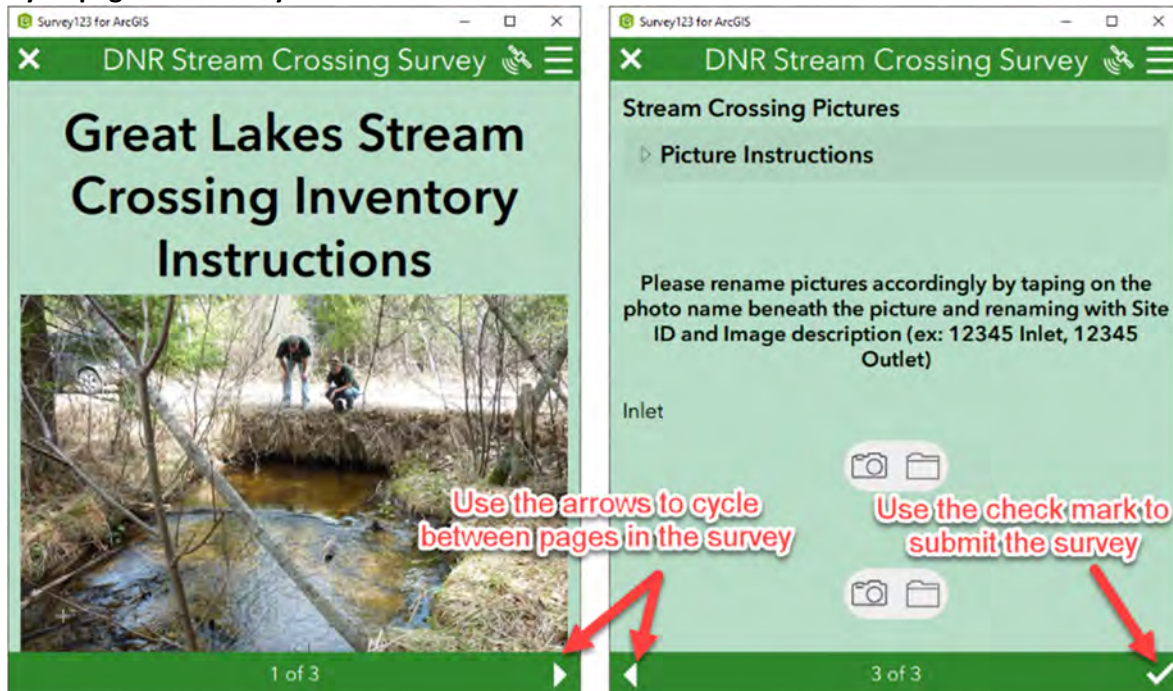 Survey123 for ArcGIS
DNR Stream Crossing Survey
Great Lakes Stream
Crossing Inventory
Instructions
Use the arrows to cycle
between pages in the survey
1 of 3
Survey123 for ArcGIS
DNR Stream Crossing Survey
Stream Crossing Pictures
Picture Instructions
Please rename pictures accordingly by taping on the
photo name beneath the picture and renaming with Site
ID and Image description (ex: 12345 Inlet, 12345
Outlet)
Inlet
Use the check mark to
submit the survey
3 of 3